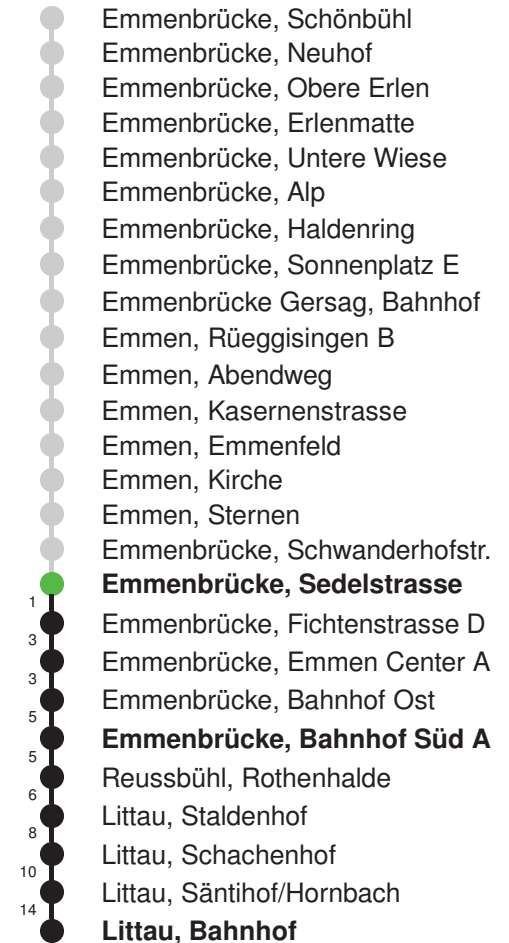 Emmenbrücke, Schönbühl
Emmenbrücke, Neuhof
Emmenbrücke, Obere Erlen
Emmenbrücke, Erlenmatte
Emmenbrücke, Untere Wiese
Emmenbrücke, Alp
Emmenbrücke, Haldenring
Emmenbrücke, Sonnenplatz E
Emmenbrücke Gersag, Bahnhof
Emmen, Rüeggisingen B
Emmen, Abendweg
Emmen, Kasernenstrasse
Emmen, Emmenfeld
Emmen, Kirche
Emmen, Sternen
Emmenbrücke, Schwanderhofstr.
Emmenbrücke, Sedelstrasse
1
Emmenbrücke, Fichtenstrasse D
3
Emmenbrücke, Emmen Center A
3
Emmenbrücke, Bahnhof Ost
5
Emmenbrücke, Bahnhof Süd A
5
Reussbühl, Rothenhalde
6
Littau, Staldenhof
8
Littau, Schachenhof
10
Littau, Säntihof/Hornbach
14
Littau, Bahnhof